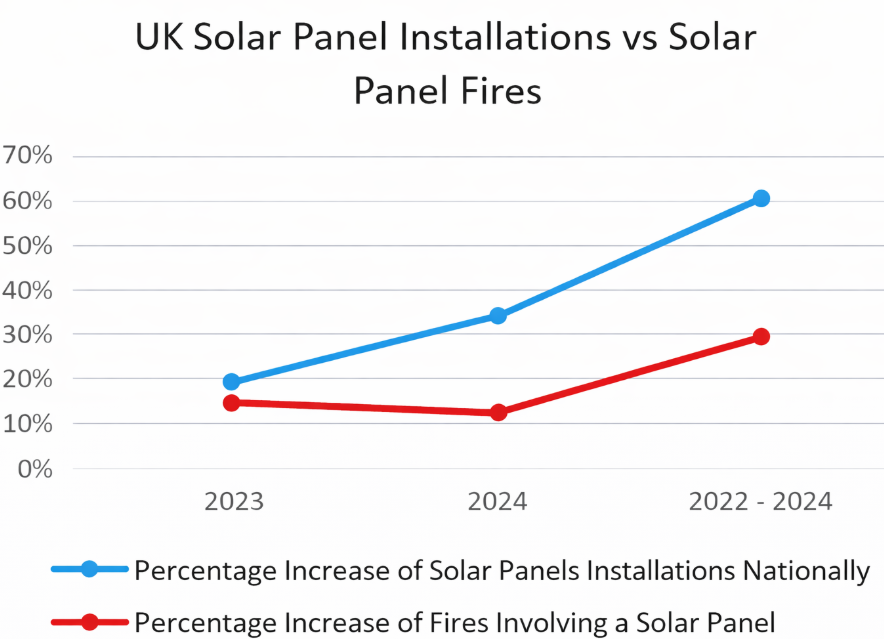 UK Solar Panel Installations vs Solar
Panel Fires
70%
60%
50%
40%
30%
20%
10%
0%
2023 2024 2022 - 2024
Percentage Increase of Solar Panels Installations Nationally
Percentage Increase of Fires Involving a Solar Panel